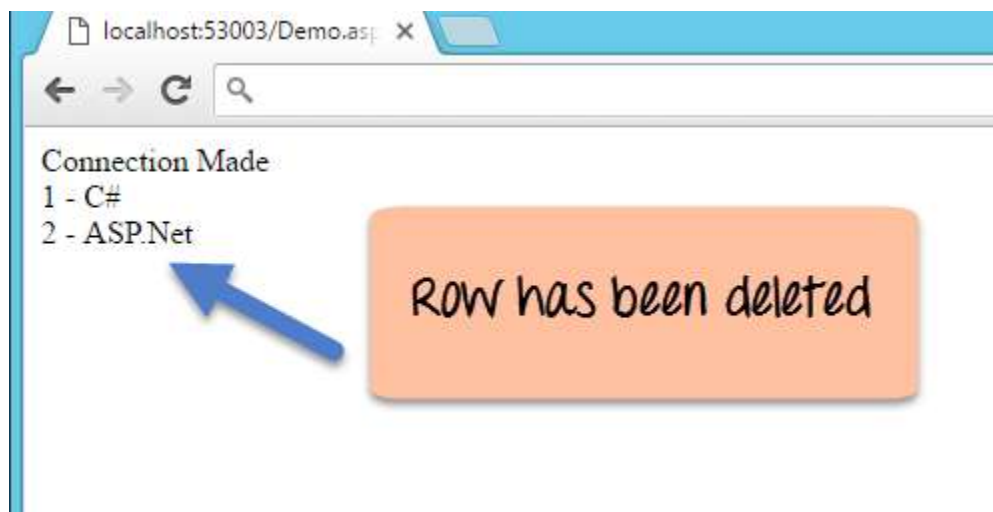 localhost:53003/Demo.asp
Connection Made
1 - C#
2 - ASP.Net
Row has been deleted